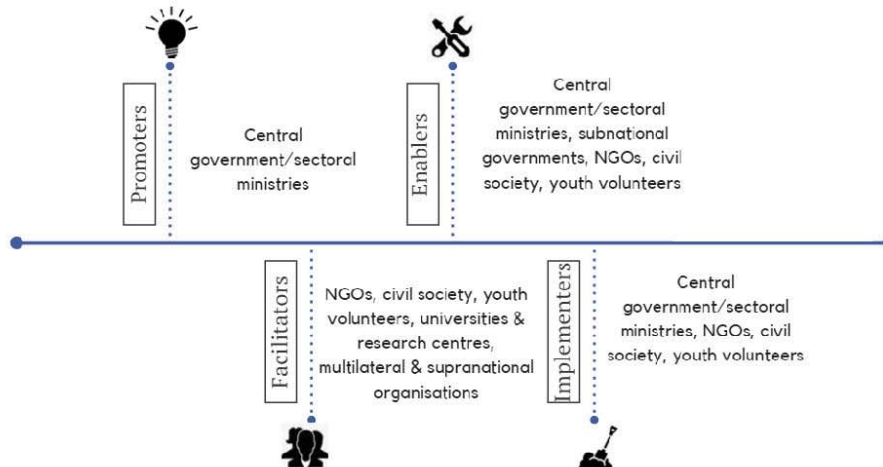 Promoters
Central
government/sectoral
ministries
Enablers
Central
government/sectoral
ministries, subnational
governments, NGOs, civil
society, youth volunteers
Facilitators
NGOs, civil society, youth
volunteers, universities &
research centres,
multilateral & supranational
organisations
Implementers
Central
government/sectoral
ministries, NGOs, civil
society, youth volunteers